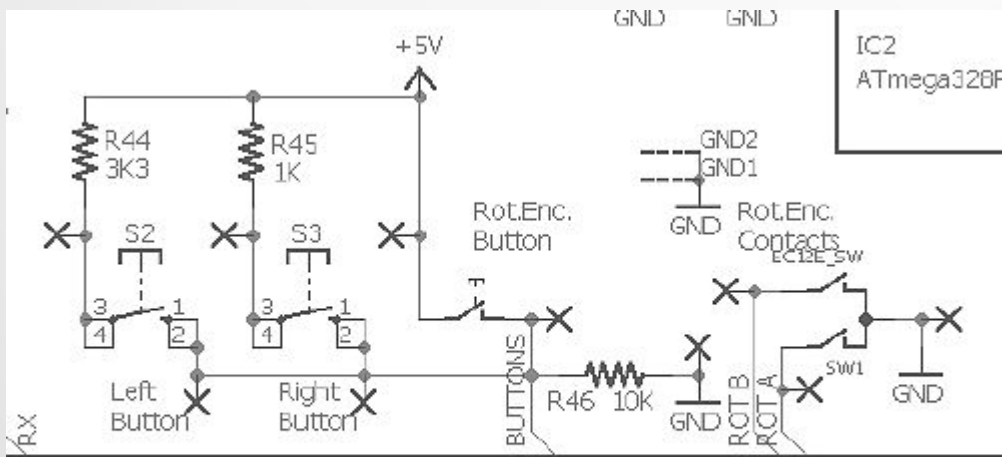 GND GND
IC2
ATmega328P
+5V
R44
3K3
R45
1K
GND2
GND1
GND
S2
S3
Rot.Enc.
Button
Rot.Enc.
Contacts
EC12E_SW
3 1
4 2
3 1
4 2
SW1
Left
Button
Right
Button
BUTTONS
R46 10K
GND
ROT B
ROT A
GND
RX